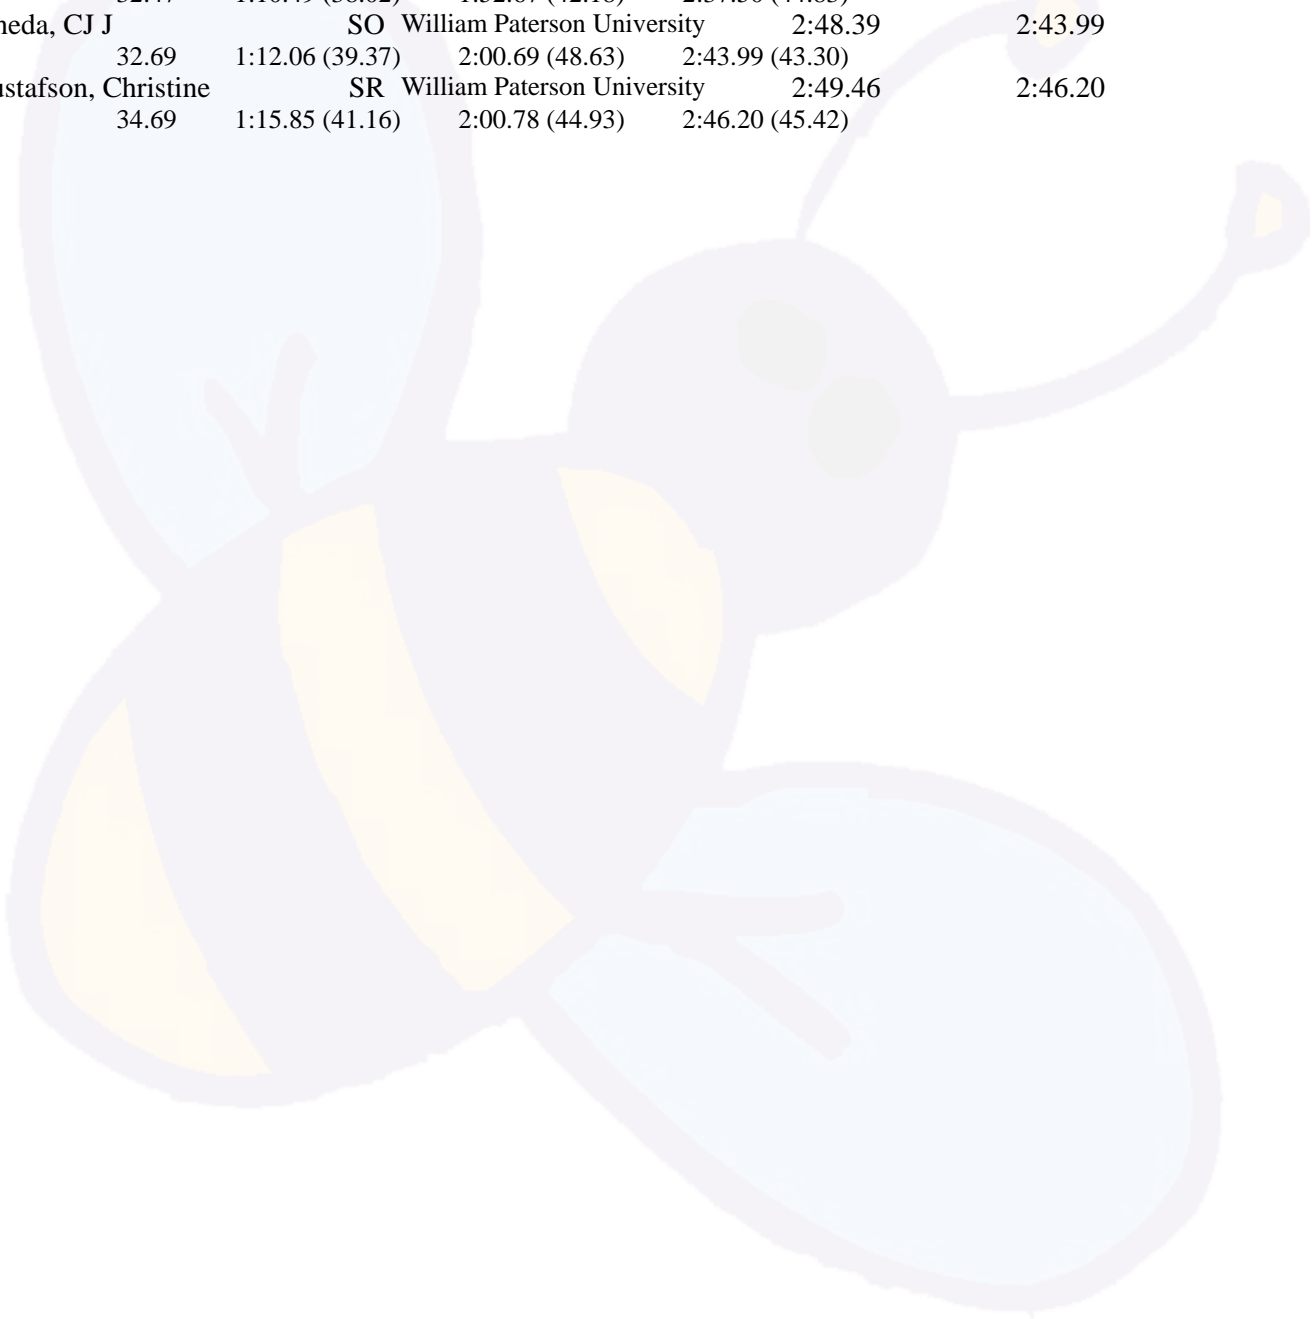 neda, CJ J SO William Paterson University 2:48.39 2:43.99
32.69 1:12.06 (39.37) 2:00.69 (48.63) 2:43.99 (43.30)
ustafson, Christine SR William Paterson University 2:49.46 2:46.20
34.69 1:15.85 (41.16) 2:00.78 (44.93) 2:46.20 (45.42)